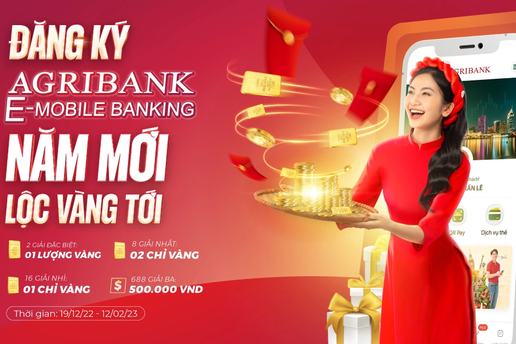 ĐĂNG KÝ
AGRIBANK
E-MOBILE BANKING
NĂM MỚI
LỘC VÀNG TỚI
2 GIẢI ĐẶC BIỆT:
01 LƯỢNG VÀNG
8 GIẢI NHẤT:
02 CHỈ VÀNG
16 GIẢI NHÌ:
01 CHỈ VÀNG
688 GIẢI BA:
500.000 VND
Thời gian: 19/12/22 - 12/02/23
AGRIBANK
Pay
Dịch vụ thẻ